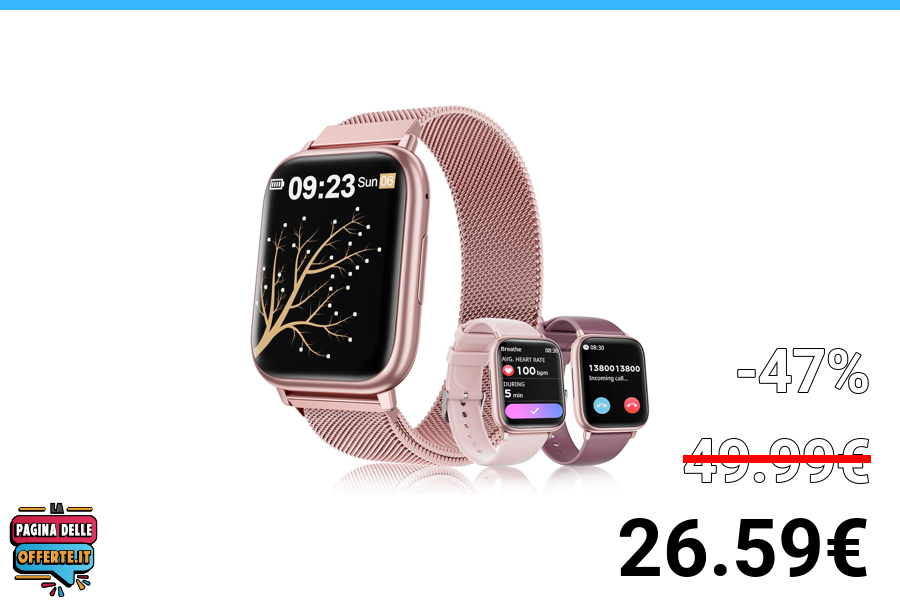 09:23 Sun 06
Breathe 08:30
AVG. HEART RATE
100 bpm
DURING
5 min
08:30
1380013800
Incoming call...
-47%
49.99€
26.59€
LA
PAGINA DELLE
OFFERTE.IT